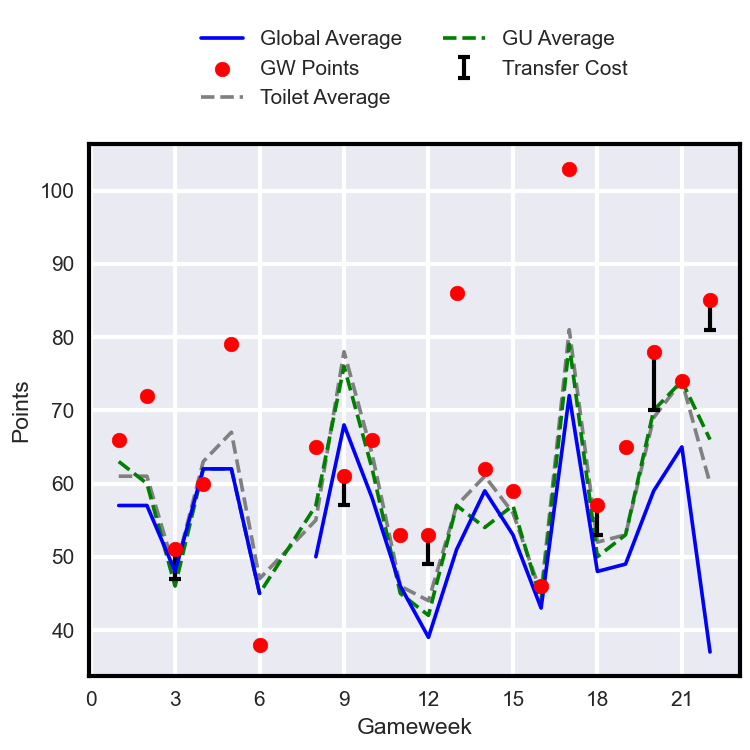 Global Average
GW Points
Toilet Average
GU Average
Transfer Cost
100
90
80
70
60
50
40
Points
0 3 6 9 12 15 18 21
Gameweek